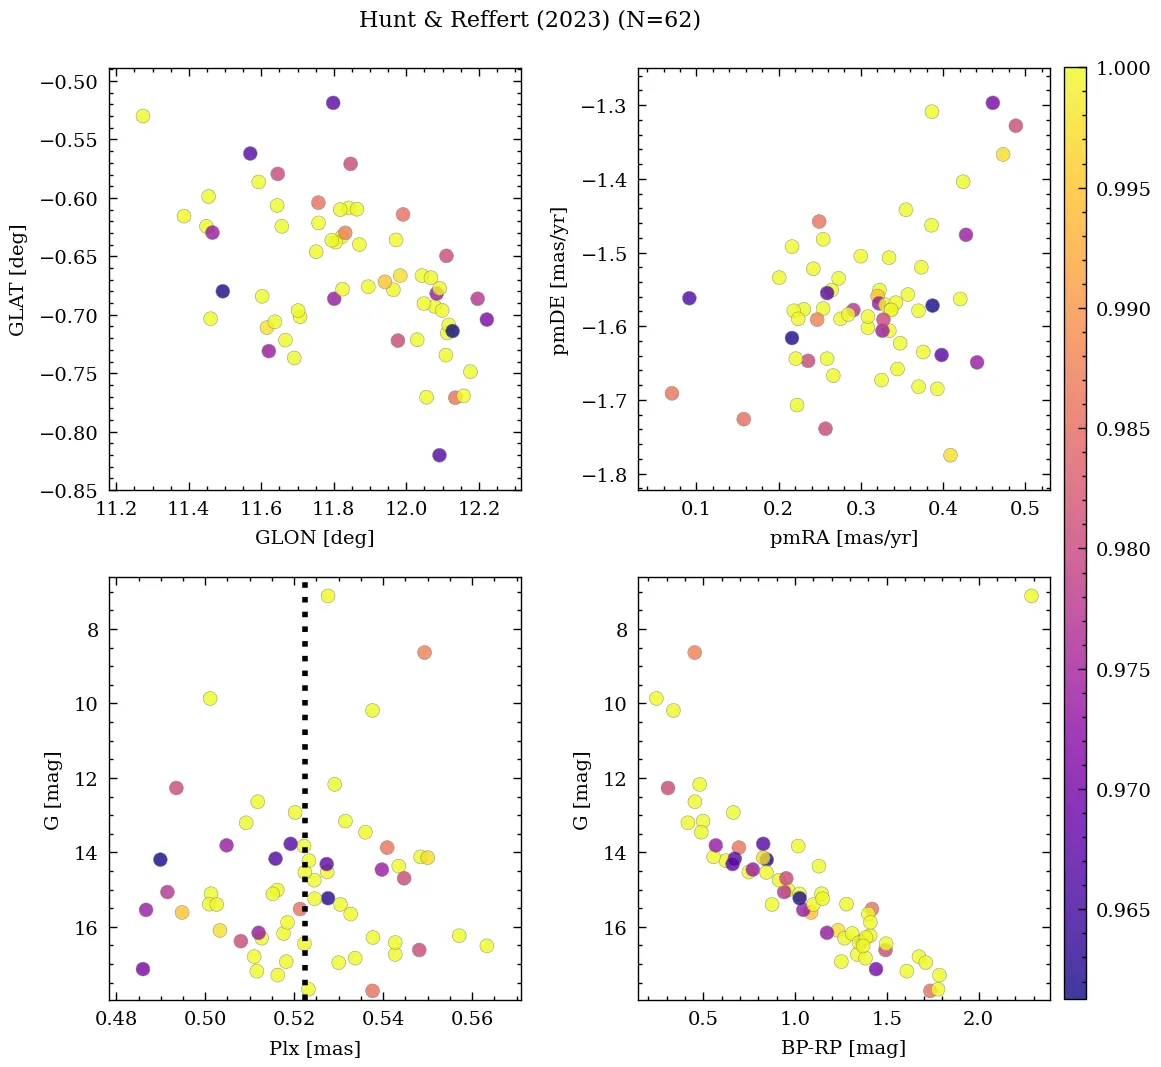 Hunt & Reffert (2023) (N=62)
−0.50
−0.55
−0.60
−0.65
−0.70
−0.75
−0.80
−0.85
GLAT [deg]
11.2 11.4 11.6 11.8 12.0 12.2
GLON [deg]
−1.3
−1.4
−1.5
−1.6
−1.7
−1.8
pmDE [mas/yr]
0.1 0.2 0.3 0.4 0.5
pmRA [mas/yr]
1.000
0.995
0.990
0.985
0.980
0.975
0.970
0.965
8
10
12
14
16
G [mag]
0.48 0.50 0.52 0.54 0.56
Plx [mas]
8
10
12
14
16
G [mag]
0.5 1.0 1.5 2.0
BP-RP [mag]